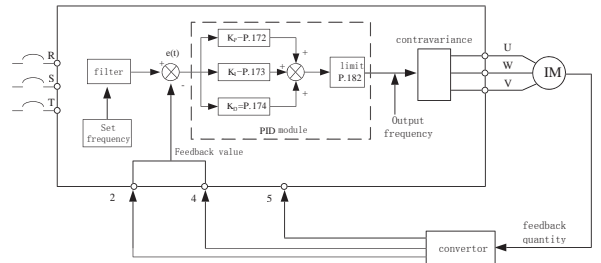 R
S
T
filter
Set
frequency
e(t)
+
-
KP-P.172
KI-P.173
KD=P.174
+
+
+
limit
P.182
PID module
contravariance
Output
frequency
U
W
V
IM
Feedback value
2
4
5
feedback
quantity
convertor